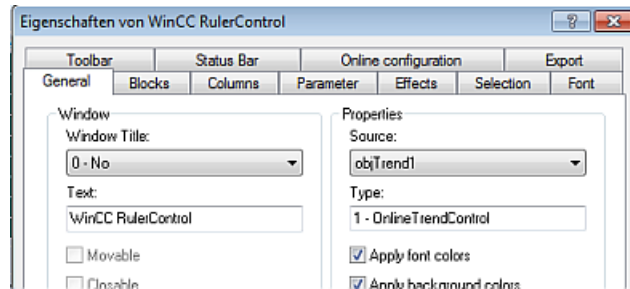 Eigenschaften von WinCC RulerControl
Toolbar Status Bar Online configuration Export
General Blocks Columns Parameter Effects Selection Font
Window
Window Title:
0 - No
Text:
WinCC RulerControl
Movable
Closable
Properties
Source:
objTrend1
Type:
1 - OnlineTrendControl
Apply font colors
Apply background colors